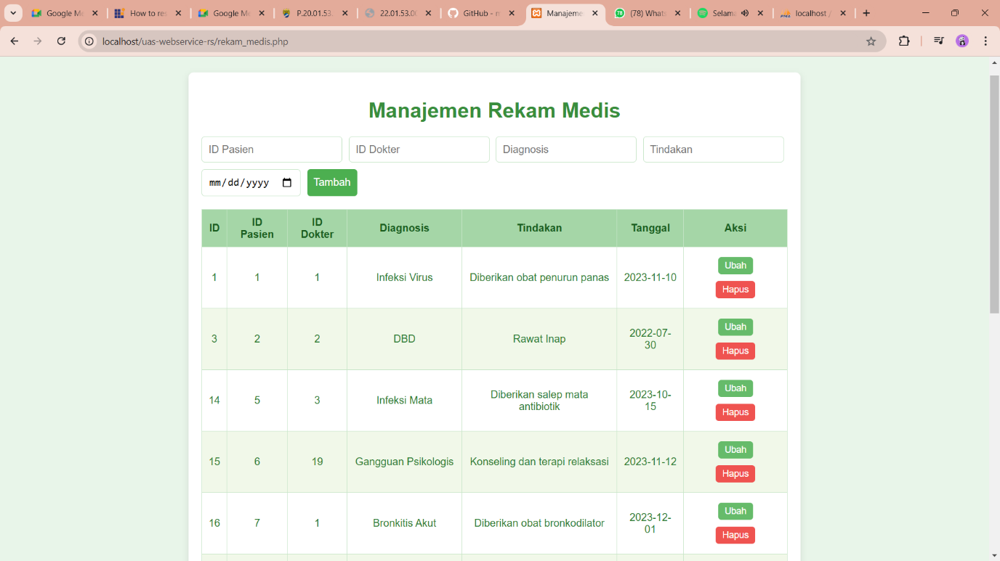 Google Me
How to res
Google Me
P.20.01.53.
22.01.53.00
GitHub - m
Manajeme
(78) Whats
Selama
localhost /
localhost/uas-webservice-rs/rekam_medis.php
Manajemen Rekam Medis
ID Pasien
ID Dokter
Diagnosis
Tindakan
mm/dd/yyyy
Tambah
ID
ID
Pasien
ID
Dokter
Diagnosis
Tindakan
Tanggal
Aksi
1
1
1
Infeksi Virus
Diberikan obat penurun panas
2023-11-10
Ubah
Hapus
3
2
2
DBD
Rawat Inap
2022-07-
30
Ubah
Hapus
14
5
3
Infeksi Mata
Diberikan salep mata
antibiotik
2023-10-
15
Ubah
Hapus
15
6
19
Gangguan Psikologis
Konseling dan terapi relaksasi
2023-11-12
Ubah
Hapus
16
7
1
Bronkitis Akut
Diberikan obat bronkodilator
2023-12-
01
Ubah
Hapus